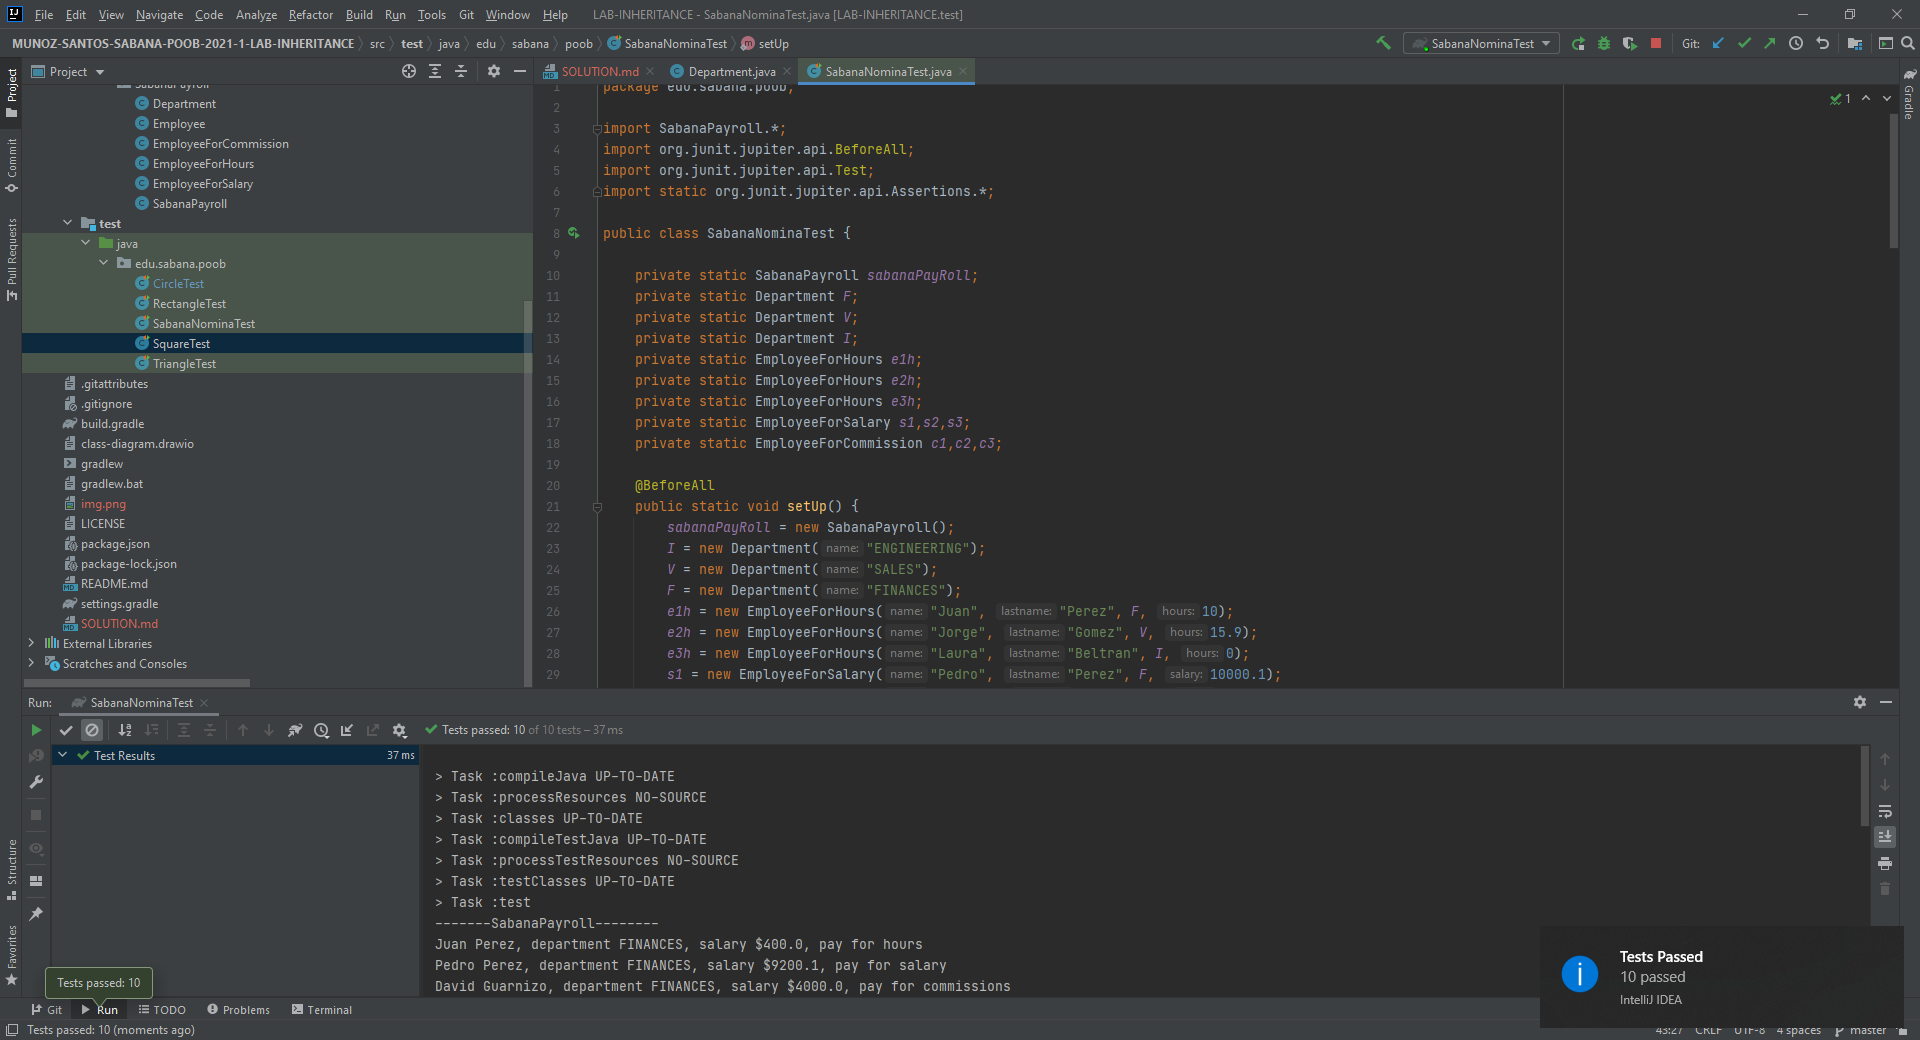 File Edit View Navigate Code Analyze Refactor Build Run Tools Git Window Help LAB-INHERITANCE - SabanaNominaTest.java [LAB-INHERITANCE.test]
MUNOZ-SANTOS-SABANA-POOB-2021-1-LAB-INHERITANCE src test java edu sabana poob SabanaNominaTest setUp
SabanaNominaTest Git:
Project
SOLUTION.md Department.java SabanaNominaTest.java
Project
Commit
Pull Requests
Structure
Favorites
Gradle
SabanaPayroll
Department
Employee
EmployeeForCommission
EmployeeForHours
EmployeeForSalary
SabanaPayroll
test
java
edu.sabana.poob
CircleTest
RectangleTest
SabanaNominaTest
SquareTest
TriangleTest
.gitattributes
.gitignore
build.gradle
class-diagram.drawio
gradlew
gradlew.bat
img.png
LICENSE
package.json
package-lock.json
README.md
settings.gradle
SOLUTION.md
External Libraries
Scratches and Consoles
1 package edu.sabana.poob;
2
3 import SabanaPayroll.*;
4 import org.junit.jupiter.api.BeforeAll;
5 import org.junit.jupiter.api.Test;
6 import static org.junit.jupiter.api.Assertions.*;
7
8 public class SabanaNominaTest {
9
10 private static SabanaPayroll sabanaPayRoll;
11 private static Department F;
12 private static Department V;
13 private static Department I;
14 private static EmployeeForHours e1h;
15 private static EmployeeForHours e2h;
16 private static EmployeeForHours e3h;
17 private static EmployeeForSalary s1,s2,s3;
18 private static EmployeeForCommission c1,c2,c3;
19
20 @BeforeAll
21 public static void setUp() {
22 sabanaPayRoll = new SabanaPayroll();
23 I = new Department( name: "ENGINEERING");
24 V = new Department( name: "SALES");
25 F = new Department( name: "FINANCES");
26 e1h = new EmployeeForHours( name: "Juan", lastname: "Perez", F, hours: 10);
27 e2h = new EmployeeForHours( name: "Jorge", lastname: "Gomez", V, hours: 15.9);
28 e3h = new EmployeeForHours( name: "Laura", lastname: "Beltran", I, hours: 0);
29 s1 = new EmployeeForSalary( name: "Pedro", lastname: "Perez", F, salary: 10000.1);
1
Run: SabanaNominaTest
Tests passed: 10 of 10 tests – 37 ms
Test Results 37 ms
> Task :compileJava UP-TO-DATE
> Task :processResources NO-SOURCE
> Task :classes UP-TO-DATE
> Task :compileTestJava UP-TO-DATE
> Task :processTestResources NO-SOURCE
> Task :testClasses UP-TO-DATE
> Task :test
-------SabanaPayroll--------
Juan Perez, department FINANCES, salary $400.0, pay for hours
Pedro Perez, department FINANCES, salary $9200.1, pay for salary
David Guarnizo, department FINANCES, salary $4000.0, pay for commissions
Tests passed: 10
Tests Passed
10 passed
IntelliJ IDEA
Git Run TODO Problems Terminal
Tests passed: 10 (moments ago) 43:27 CRLF UTF-8 4 spaces master